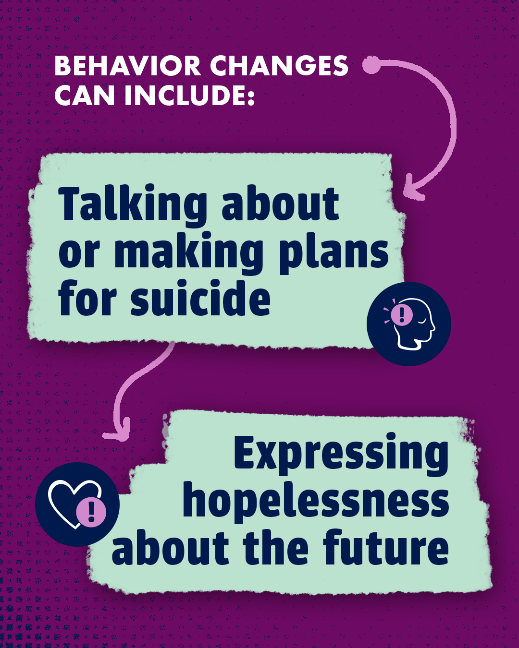 BEHAVIOR CHANGES
CAN INCLUDE:
Talking about
or making plans
for suicide
Expressing
hopelessness
about the future